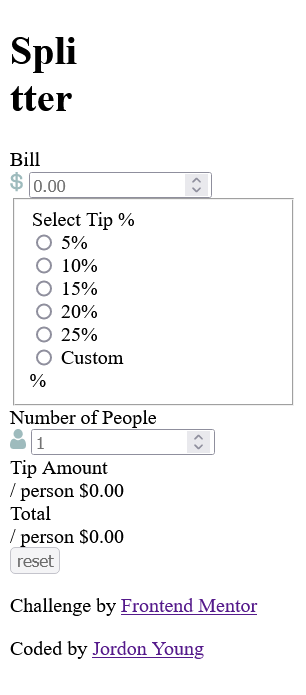 Spli
tter
Bill
$ 0.00
Select Tip %
5%
10%
15%
20%
25%
Custom
%
Number of People
1
Tip Amount
/ person $0.00
Total
/ person $0.00
reset
Challenge by Frontend Mentor
Coded by Jordon Young